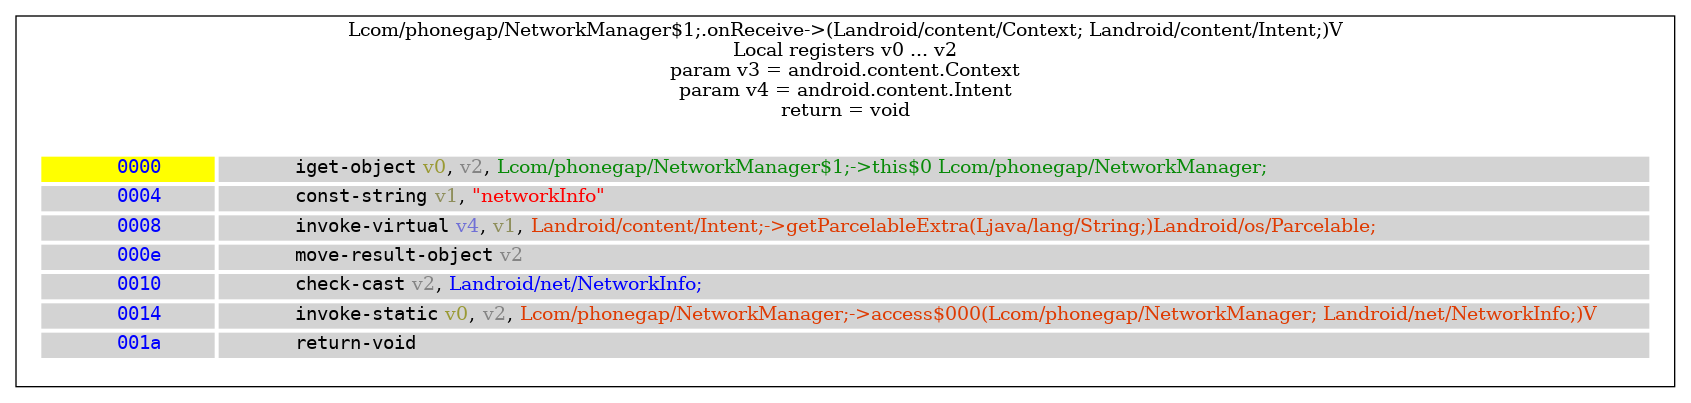 Lcom/phonegap/NetworkManager$1;.onReceive->(Landroid/content/Context; Landroid/content/Intent;)V
Local registers v0 ... v2
param v3 = android.content.Context
param v4 = android.content.Intent
return = void
0000 iget-object v0, v2, Lcom/phonegap/NetworkManager$1;->this$0 Lcom/phonegap/NetworkManager;
0004 const-string v1, "networkInfo"
0008 invoke-virtual v4, v1, Landroid/content/Intent;->getParcelableExtra(Ljava/lang/String;)Landroid/os/Parcelable;
000e move-result-object v2
0010 check-cast v2, Landroid/net/NetworkInfo;
0014 invoke-static v0, v2, Lcom/phonegap/NetworkManager;->access$000(Lcom/phonegap/NetworkManager; Landroid/net/NetworkInfo;)V
001a return-void